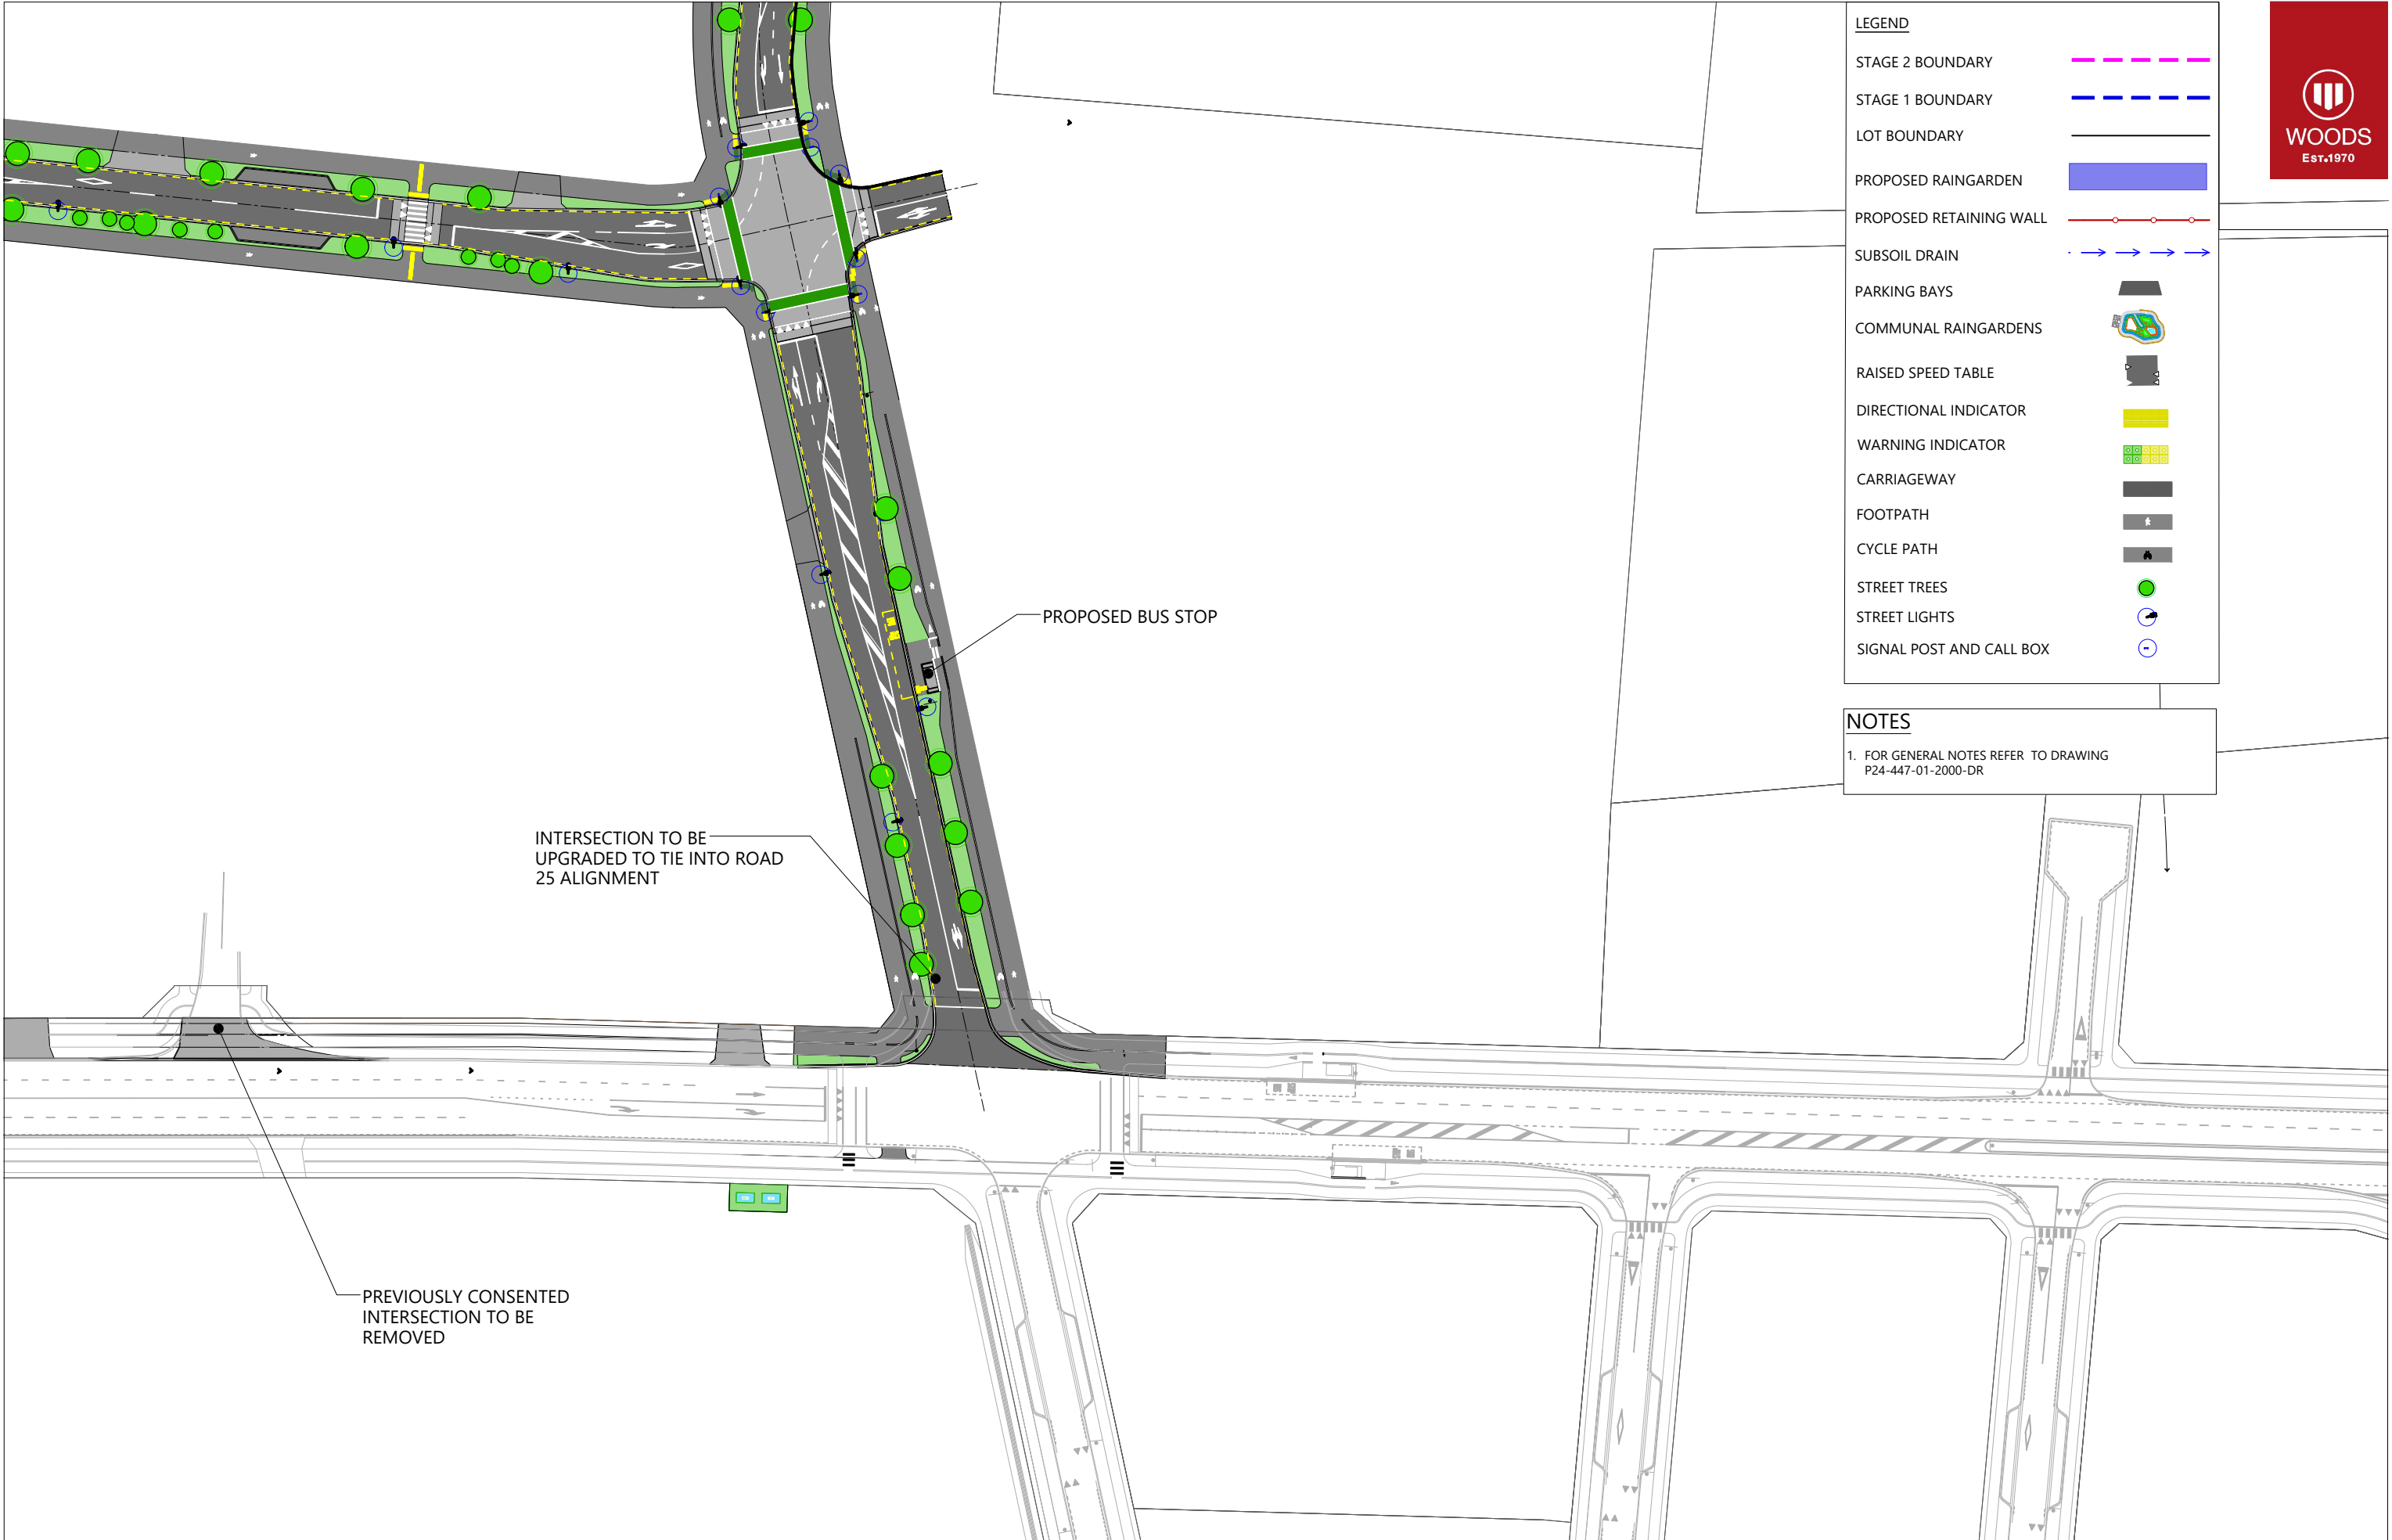 LEGEND
STAGE 2 BOUNDARY
STAGE 1 BOUNDARY
LOT BOUNDARY
PROPOSED RAINGARDEN
PROPOSED RETAINING WALL
SUBSOIL DRAIN
PARKING BAYS
COMMUNAL RAINGARDENS
RAISED SPEED TABLE
DIRECTIONAL INDICATOR
WARNING INDICATOR
CARRIAGEWAY
FOOTPATH
CYCLE PATH
STREET TREES
STREET LIGHTS
SIGNAL POST AND CALL BOX
WOODS
EST.1970
NOTES
1. FOR GENERAL NOTES REFER TO DRAWING
P24-447-01-2000-DR
PROPOSED BUS STOP
INTERSECTION TO BE
UPGRADED TO TIE INTO ROAD
25 ALIGNMENT
PREVIOUSLY CONSENTED
INTERSECTION TO BE
REMOVED